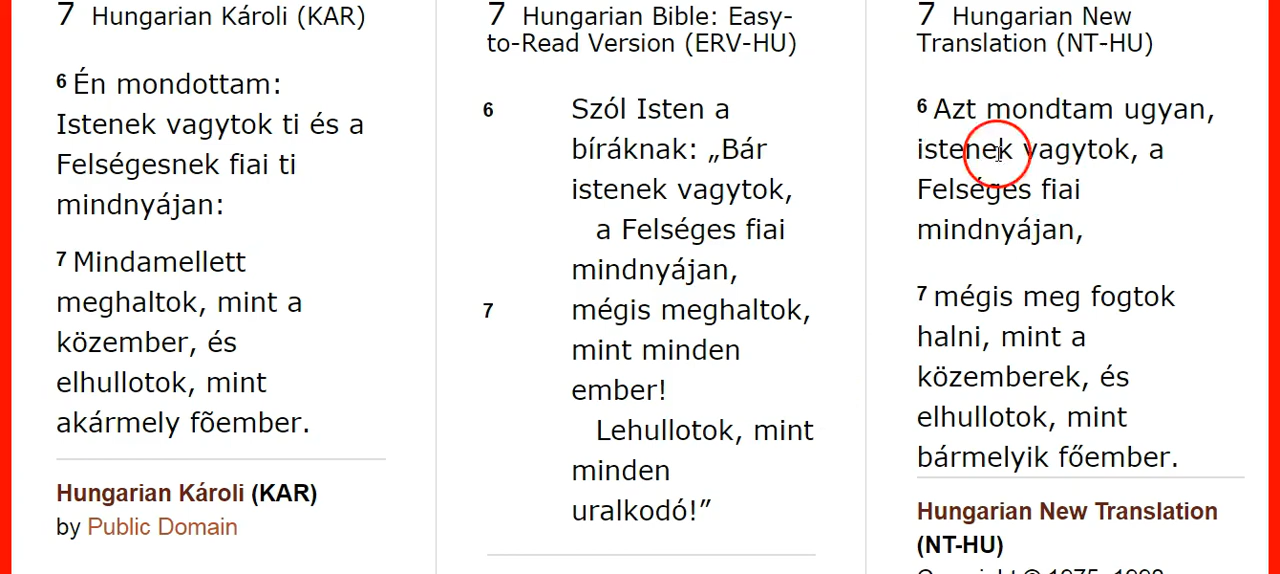 7 Hungarian Károli (KAR)
6 Én mondottam:
Istenek vagytok ti és a
Felségesnek fiai ti
mindnyájan:
7 Mindamellett
meghaltok, mint a
közember, és
elhullotok, mint
akármely fõember.
Hungarian Károli (KAR)
by Public Domain
7 Hungarian Bible: Easy-
to-Read Version (ERV-HU)
6 Szól Isten a
bíráknak: „Bár
istenek vagytok,
a Felséges fiai
mindnyájan,
7 mégis meghaltok,
mint minden
ember!
Lehullotok, mint
minden
uralkodó!”
7 Hungarian New
Translation (NT-HU)
6 Azt mondtam ugyan,
istenek vagytok, a
Felséges fiai
mindnyájan,
7 mégis meg fogtok
halni, mint a
közemberek, és
elhullotok, mint
bármelyik főember.
Hungarian New Translation
(NT-HU)